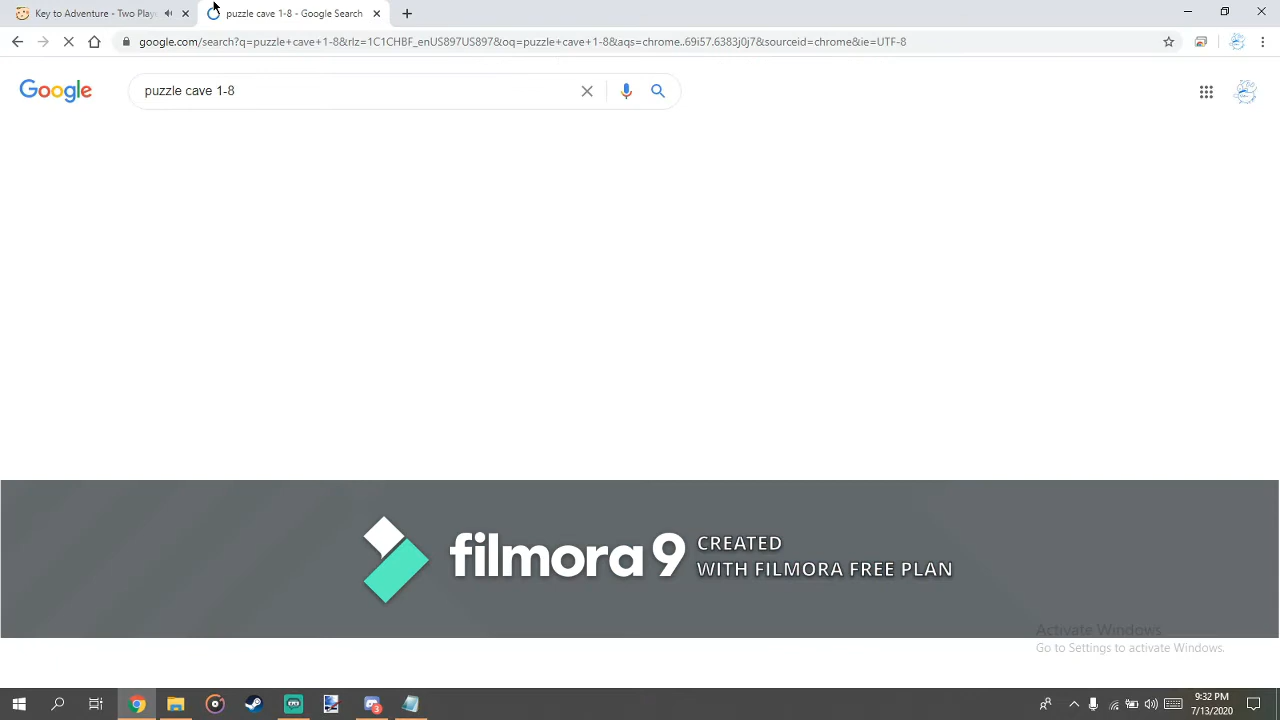 Key to Adventure - Two Play
puzzle cave 1-8 - Google Search
google.com/search?q=puzzle+cave+1-8&rlz=1C1CHBF_enUS897US897&oq=puzzle+cave+1-8&aqs=chrome..69i57.6383j0j7&sourceid=chrome&ie=UTF-8
Google
puzzle cave 1-8
filmora 9
CREATED
WITH FILMORA FREE PLAN
Activate Windows
Go to Settings to activate Windows.
3
9:32 PM
7/13/2020